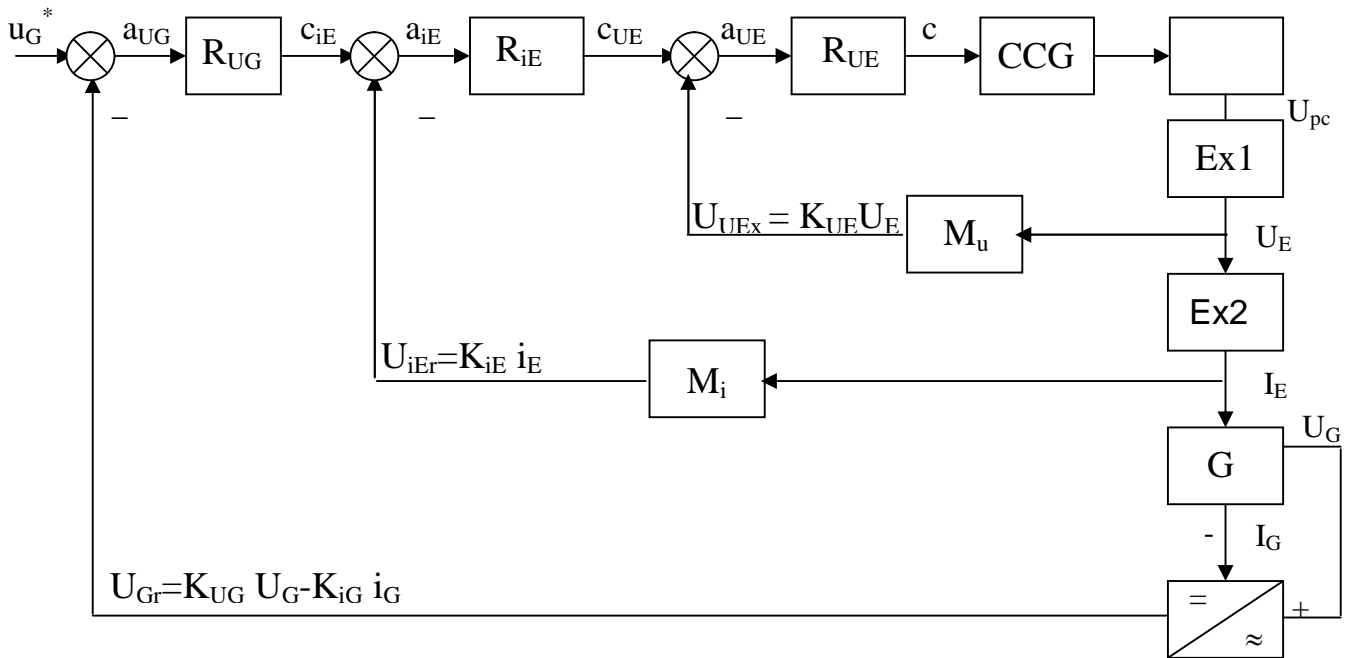 u_G^* a_UG R_UG c_iE a_iE R_iE c_UE a_UE R_UE c CCG
− − −
U_pc
Ex1
U_UEx = K_UE U_E M_u U_E
Ex2
U_iEr=K_iE i_E M_i I_E
U_G
G
- I_G
U_Gr=K_UG U_G-K_iG i_G = +
≈